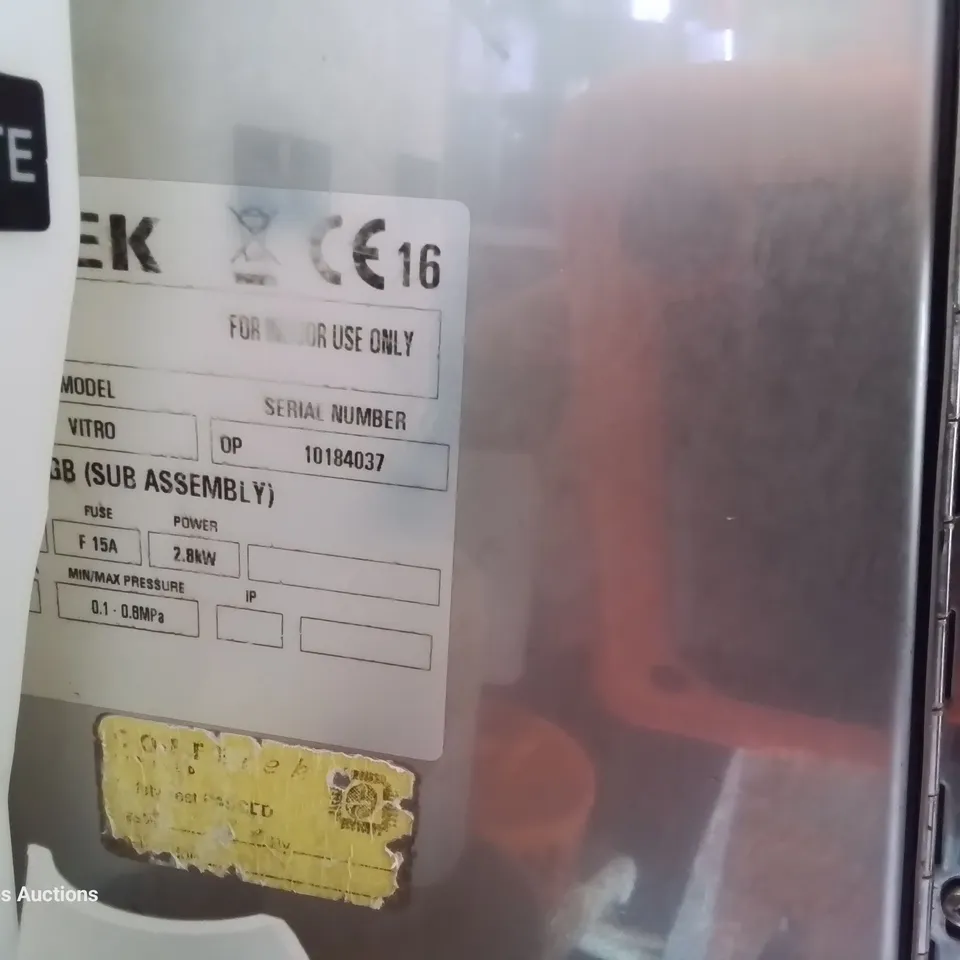 TE
EK CE 16
FOR USE ONLY
MODEL
SERIAL NUMBER
VITRO
OP 10184037
GB (SUB ASSEMBLY)
FUSE
POWER
F 15A
2.8kW
MIN/MAX PRESSURE
IP
0.1 - 0.8MPa
s Auctions